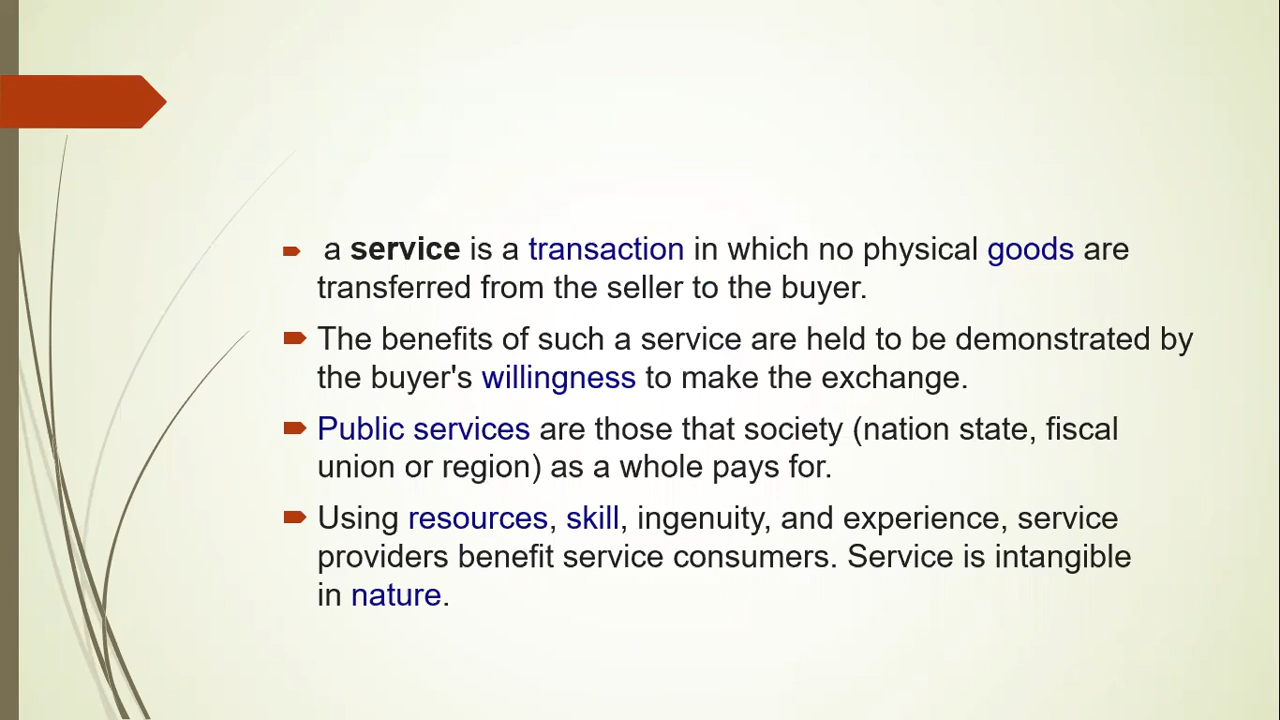 a service is a transaction in which no physical goods are
transferred from the seller to the buyer.
The benefits of such a service are held to be demonstrated by
the buyer's willingness to make the exchange.
Public services are those that society (nation state, fiscal
union or region) as a whole pays for.
Using resources, skill, ingenuity, and experience, service
providers benefit service consumers. Service is intangible
in nature.